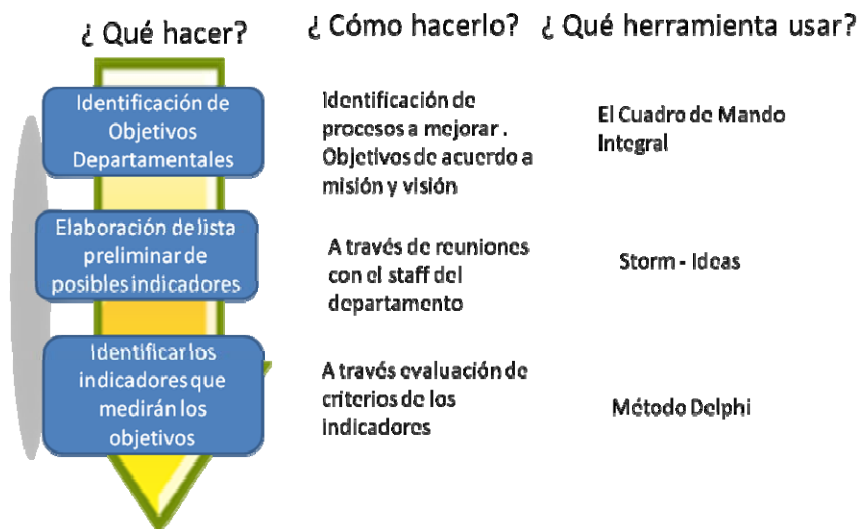 ¿ Qué hacer?
¿ Cómo hacerlo?
¿ Qué herramienta usar?
Identificación de
Objetivos
Departamentales
Identificación de
procesos a mejorar .
Objetivos de acuerdo a
misión y visión
El Cuadro de Mando
Integral
Elaboración de lista
preliminar de
posibles indicadores
A través de reuniones
con el staff del
departamento
Storm - Ideas
Identificar los
indicadores que
medirán los
objetivos
A través evaluación de
criterios de los
indicadores
Método Delphi